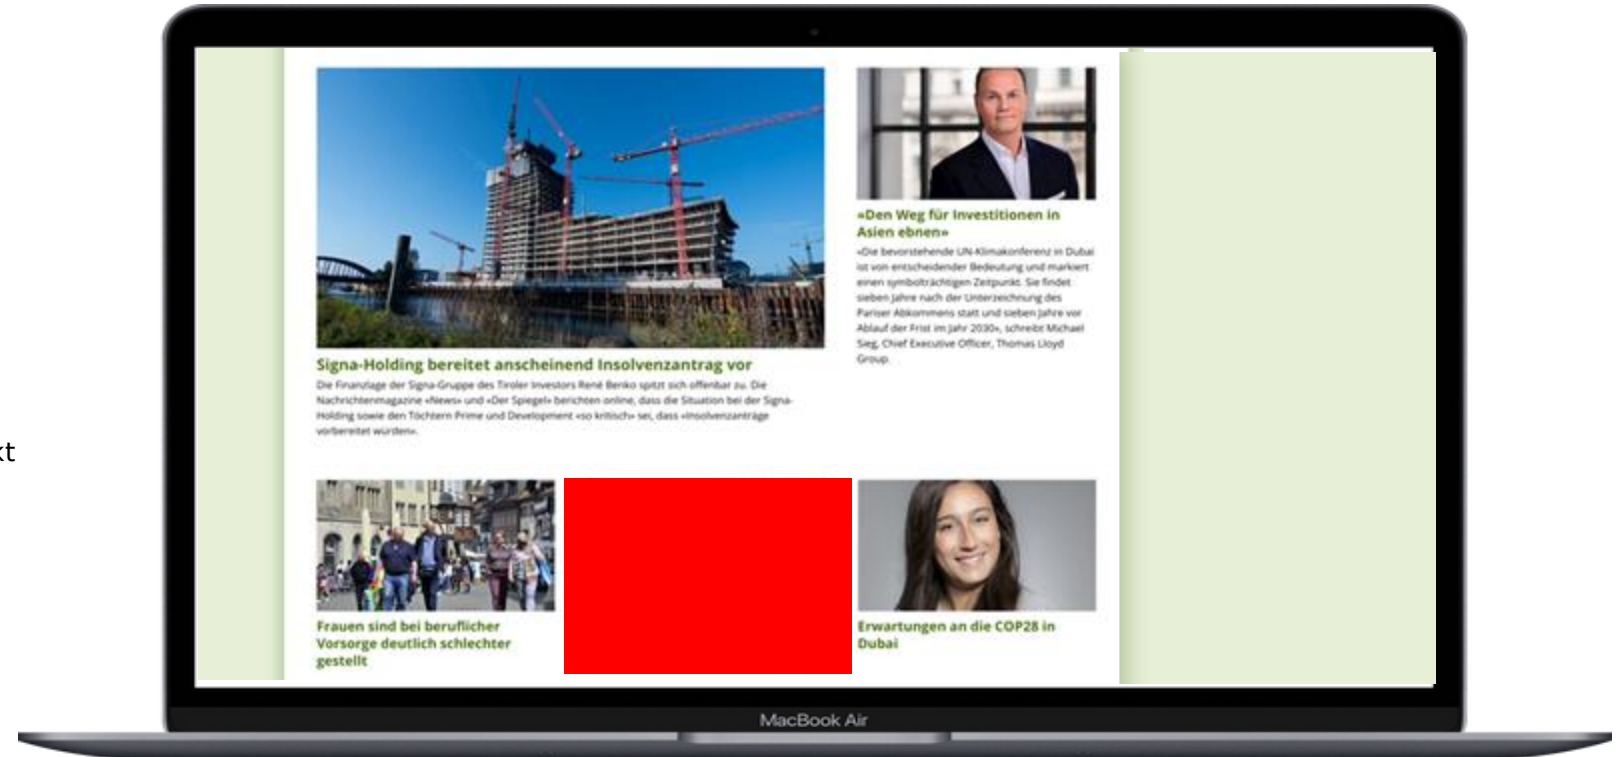 «Den Weg für Investitionen in
Asien ebnen»
«Die bevorstehende UN-Klimakonferenz in Dubai
ist von entscheidender Bedeutung und markiert
einen symbolträchtigen Zeitpunkt. Sie findet
sieben Jahre nach der Unterzeichnung des
Pariser Abkommens statt und sieben Jahre vor
Ablauf der Frist im Jahr 2030», schreibt Michael
Sieg, Chief Executive Officer, Thomas Lloyd
Group.
Signa-Holding bereitet anscheinend Insolvenzantrag vor
Die Finanzlage der Signa-Gruppe des Tiroler Investors René Benko spitzt sich offenbar zu. Die
Nachrichtenmagazine «News» und «Der Spiegel» berichten online, dass die Situation bei der Signa-
Holding sowie den Töchtern Prime und Development «so kritisch» sei, dass «Insolvenzanträge
vorbereitet würden».
kt
Frauen sind bei beruflicher
Vorsorge deutlich schlechter
gestellt
Erwartungen an die COP28 in
Dubai
MacBook Air